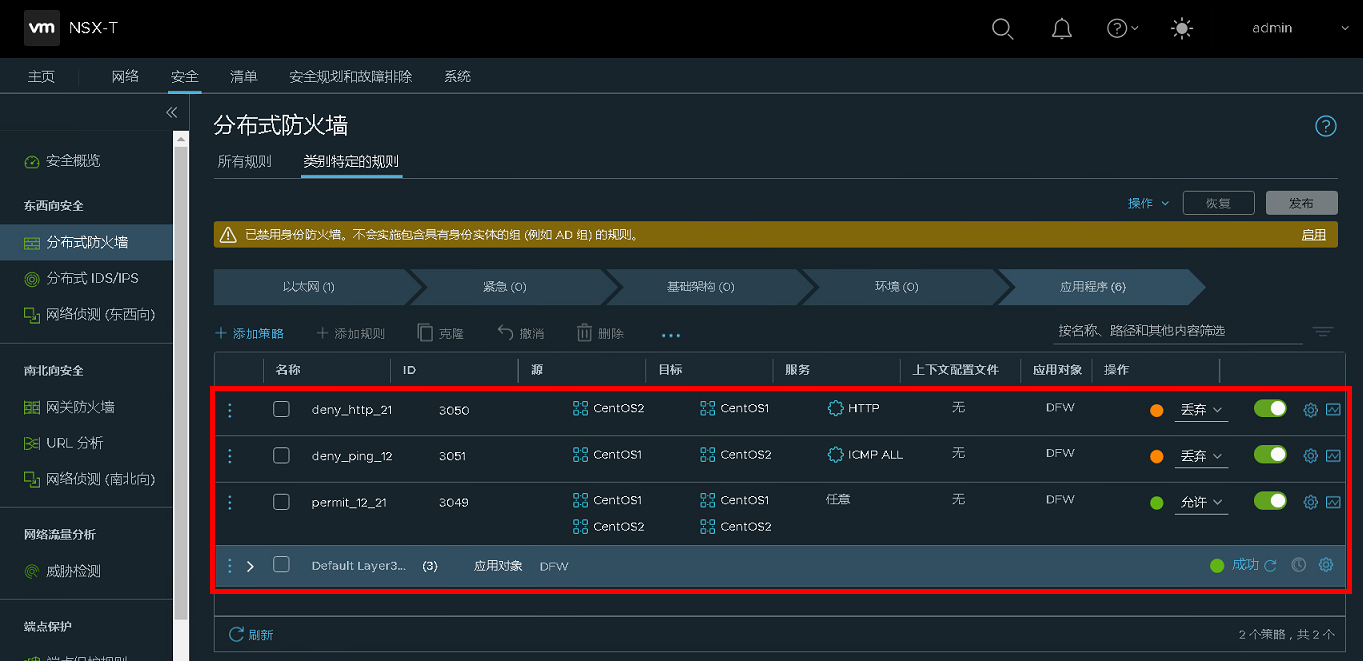 vm NSX-T admin
主页 网络 安全 清单 安全规划和故障排除 系统
分布式防火墙
所有规则 类别特定的规则
安全概览
东西向安全
操作 恢复 发布
分布式防火墙
已禁用身份防火墙。不会实施包含具有身份实体的组 (例如 AD 组) 的规则。 启用
分布式 IDS/IPS
以太网 (1) 紧急 (0) 基础架构 (0) 环境 (0) 应用程序 (6)
网络侦测 (东西向)
+ 添加策略 + 添加规则 克隆 撤消 删除 ... 按名称、路径和其他内容筛选
南北向安全
名称 ID 源 目标 服务 上下文配置文件 应用对象 操作
网关防火墙
deny_http_21 3050 CentOS2 CentOS1 HTTP 无 DFW 丢弃
URL 分析
deny_ping_12 3051 CentOS1 CentOS2 ICMP ALL 无 DFW 丢弃
网络侦测 (南北向)
permit_12_21 3049 CentOS1 CentOS1 任意 无 DFW 允许
CentOS2 CentOS2
网络流量分析
威胁检测
Default Layer3... (3) 应用对象 DFW 成功
端点保护
刷新 2 个策略，共 2 个
端点保护规则